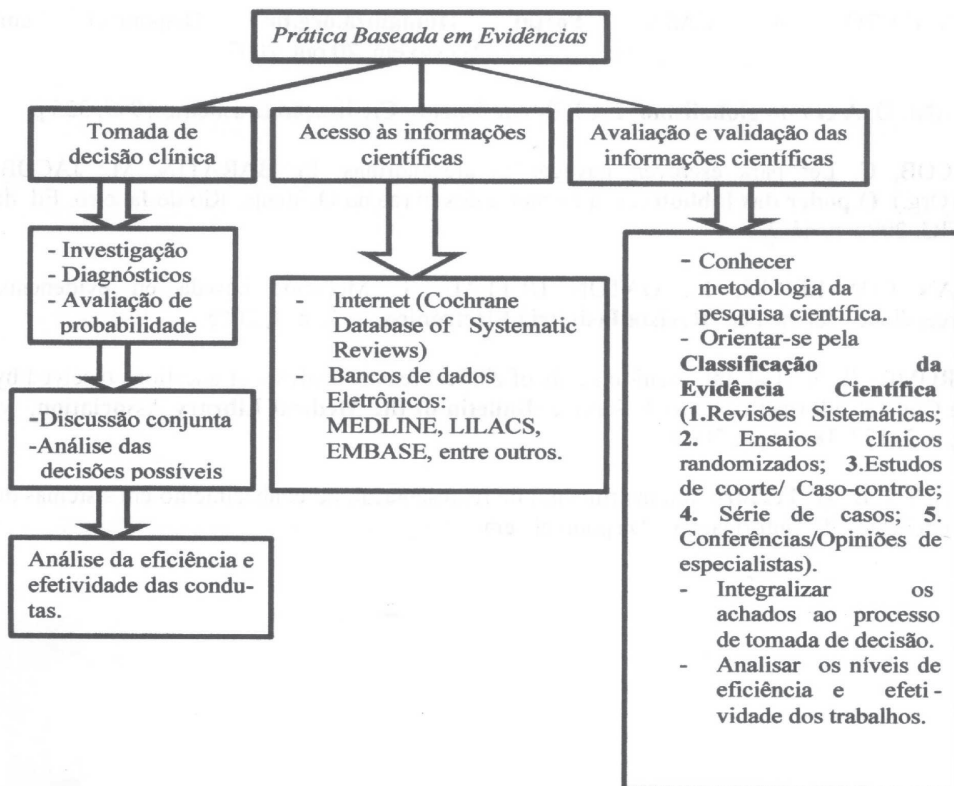 Prática Baseada em Evidências
Tomada de
decisão clínica
Acesso às informações
científicas
Avaliação e validação das
informações científicas
- Investigação
- Diagnósticos
- Avaliação de
probabilidade
-Discussão conjunta
-Análise das
decisões possíveis
Análise da eficiência e
efetividade das condu-
tas.
- Internet (Cochrane
Database of Systematic
Reviews)
- Bancos de dados
Eletrônicos:
MEDLINE, LILACS,
EMBASE, entre outros.
- Conhecer
metodologia da
pesquisa científica.
- Orientar-se pela
Classificação da
Evidência Científica
(1.Revisões Sistemáticas;
2. Ensaios clínicos
randomizados; 3.Estudos
de coorte/ Caso-controle;
4. Série de casos; 5.
Conferências/Opiniões de
especialistas).
- Integralizar os
achados ao processo
de tomada de decisão.
- Analisar os níveis de
eficiência e efeti-
vidade dos trabalhos.